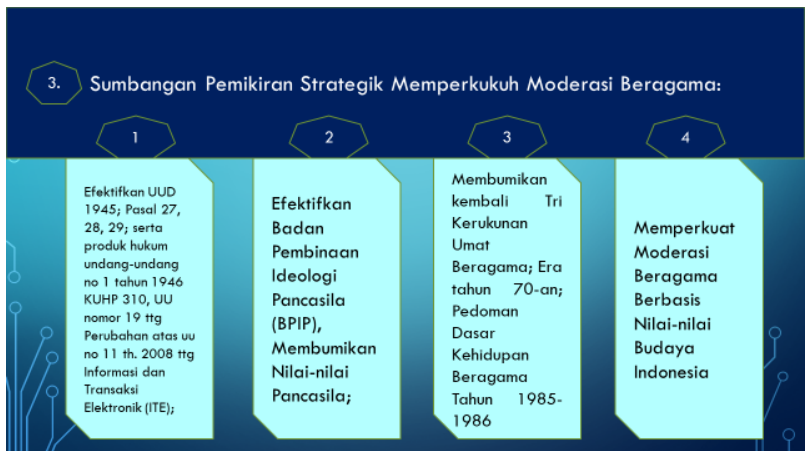 3.
Sumbangan Pemikiran Strategik Memperkukuh Moderasi Beragama:
1
Efektifkan UUD
1945; Pasal 27,
28, 29; serta
produk hukum
undang-undang
no 1 tahun 1946
KUHP 310, UU
nomor 19 ttg
Perubahan atas uu
no 11 th. 2008 ttg
Informasi dan
Transaksi
Elektronik (ITE);
2
Efektifkan
Badan
Pembinaan
Ideologi
Pancasila
(BPIP),
Membumikan
Nilai-nilai
Pancasila;
3
Membumikan
kembali Tri
Kerukunan
Umat
Beragama; Era
tahun 70-an;
Pedoman
Dasar
Kehidupan
Beragama
Tahun 1985-
1986
4
Memperkuat
Moderasi
Beragama
Berbasis
Nilai-nilai
Budaya
Indonesia